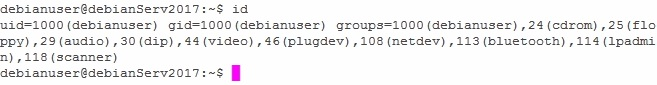 debianuser@debianServ2017:~$ id
uid=1000(debianuser) gid=1000(debianuser) groups=1000(debianuser),24(cdrom),25(flo
ppy),29(audio),30(dip),44(video),46(plugdev),108(netdev),113(bluetooth),114(lpadmi
n),118(scanner)
debianuser@debianServ2017:~$